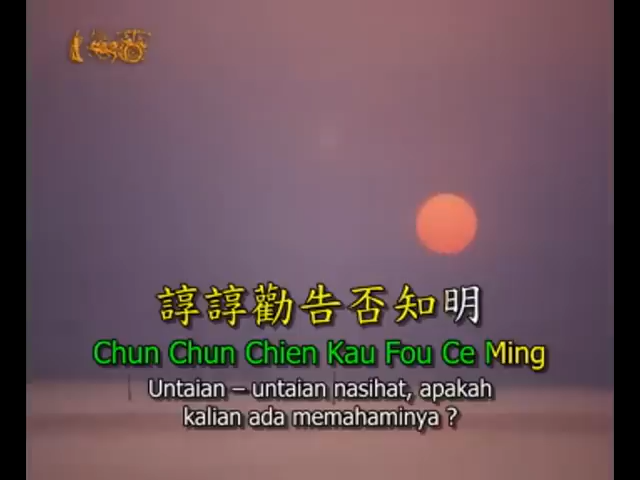 諄諄勸告否知明
Chun Chun Chien Kau Fou Ce Ming
Untaian – untaian nasihat, apakah
kalian ada memahaminya ?